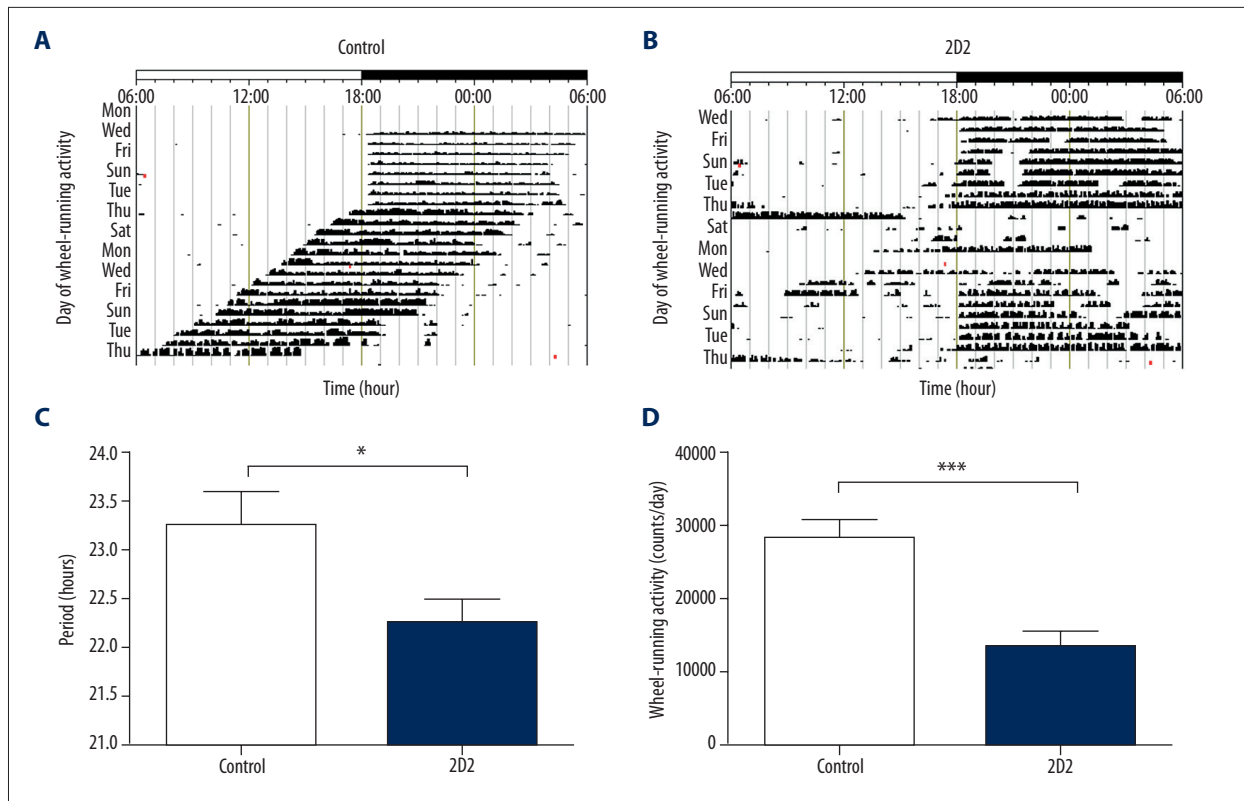 A
Control
06:00 12:00 18:00 00:00 06:00
Mon
Wed
Fri
Sun
Tue
Thu
Sat
Mon
Wed
Fri
Sun
Tue
Thu
Day of wheel-running activity
Time (hour)
B
2D2
06:00 12:00 18:00 00:00 06:00
Wed
Fri
Sun
Tue
Thu
Sat
Mon
Wed
Fri
Sun
Tue
Thu
Day of wheel-running activity
Time (hour)
C
24.0
23.5
23.0
22.5
22.0
21.5
21.0
Period (hours)
*
Control 2D2
D
40000
30000
20000
10000
0
Wheel-running activity (counts/day)
***
Control 2D2